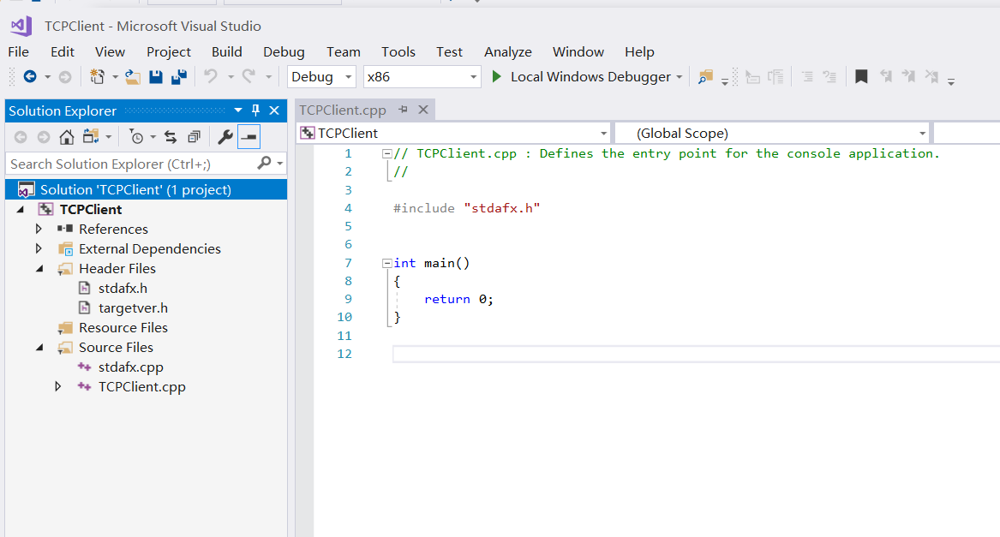 TCPClient - Microsoft Visual Studio
File Edit View Project Build Debug Team Tools Test Analyze Window Help
Debug x86 Local Windows Debugger
Solution Explorer
Search Solution Explorer (Ctrl+;)
Solution 'TCPClient' (1 project)
TCPClient
References
External Dependencies
Header Files
stdafx.h
targetver.h
Resource Files
Source Files
stdafx.cpp
TCPClient.cpp
TCPClient.cpp
TCPClient (Global Scope)
1 // TCPClient.cpp : Defines the entry point for the console application.
2 //
3
4 #include "stdafx.h"
5
6
7 int main()
8 {
9 return 0;
10 }
11
12